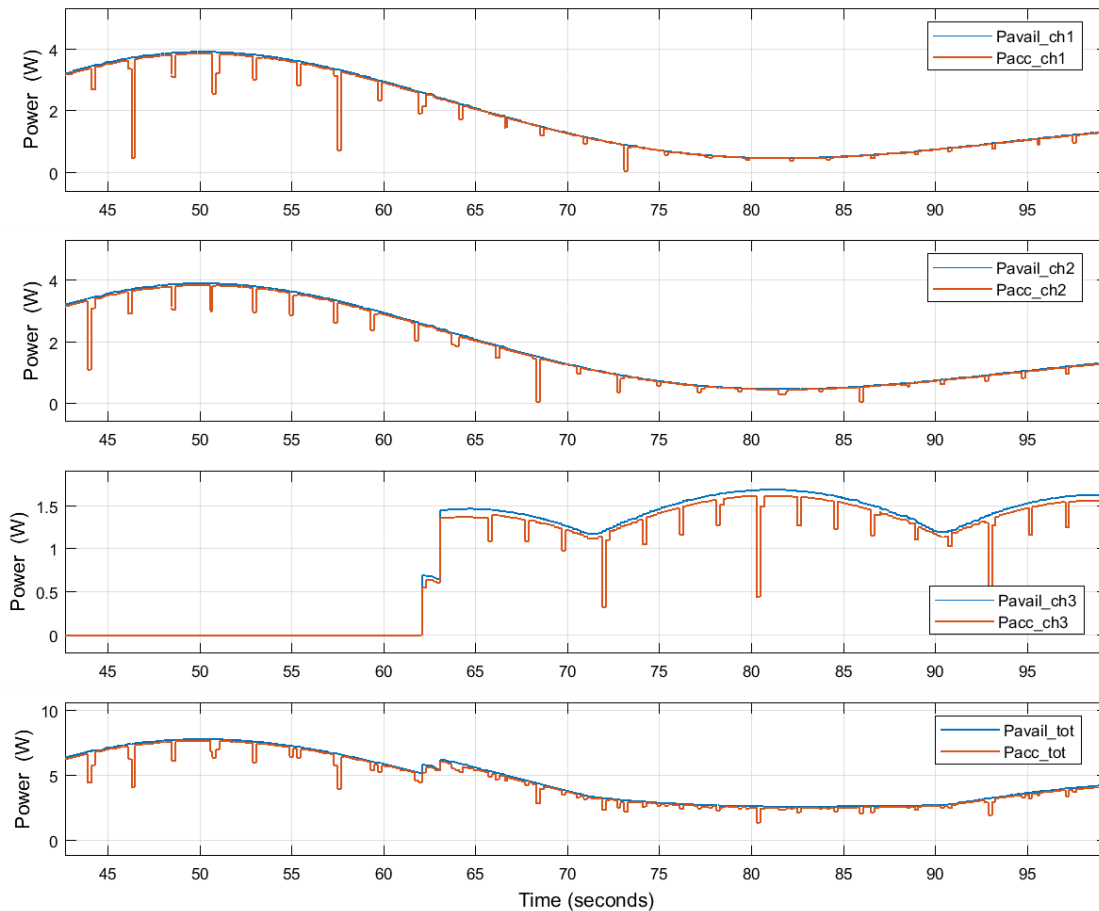 4
2
0
Power (W)
Pavail_ch1
Pacc_ch1
45 50 55 60 65 70 75 80 85 90 95
4
2
0
Power (W)
Pavail_ch2
Pacc_ch2
45 50 55 60 65 70 75 80 85 90 95
1.5
1
0.5
0
Power (W)
Pavail_ch3
Pacc_ch3
45 50 55 60 65 70 75 80 85 90 95
10
5
0
Power (W)
Pavail_tot
Pacc_tot
45 50 55 60 65 70 75 80 85 90 95
Time (seconds)